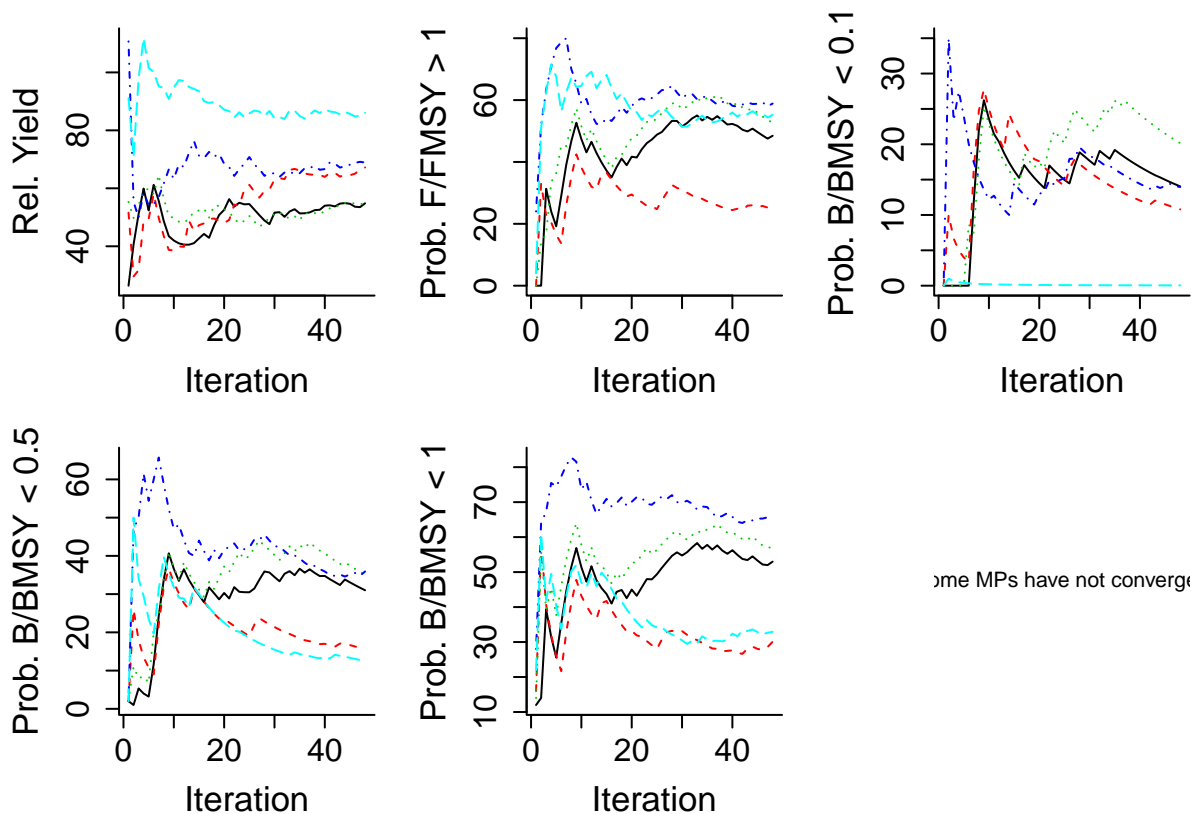 Rel. Yield
40
80
0
20
40
Iteration
Prob. F/FMSY > 1
0
20
60
0
20
40
Iteration
Prob. B/BMSY < 0.1
0
10
20
30
0
20
40
Iteration
Prob. B/BMSY < 0.5
0
20
40
60
0
20
40
Iteration
Prob. B/BMSY < 1
10
30
50
70
0
20
40
Iteration
ome MPs have not converge